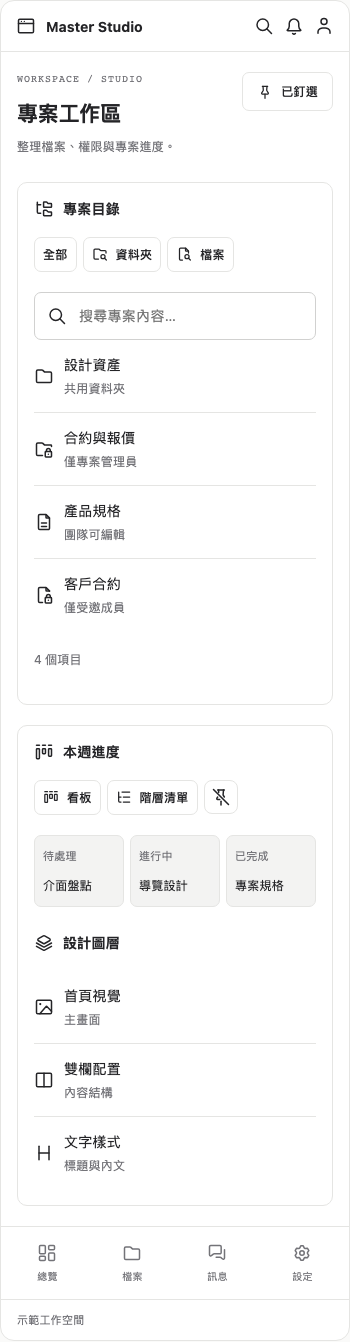 Master Studio
WORKSPACE / STUDIO
已釘選
專案工作區
整理檔案、權限與專案進度。
專案目錄
全部 資料夾 檔案
搜尋專案內容...
設計資產
共用資料夾
合約與報價
僅專案管理員
產品規格
團隊可編輯
客戶合約
僅受邀成員
4 個項目
本週進度
看板 階層清單
待處理 進行中 已完成
介面盤點 導覽設計 專案規格
設計圖層
首頁視覺
主畫面
雙欄配置
內容結構
文字樣式
標題與內文
總覽 檔案 訊息 設定
示範工作空間